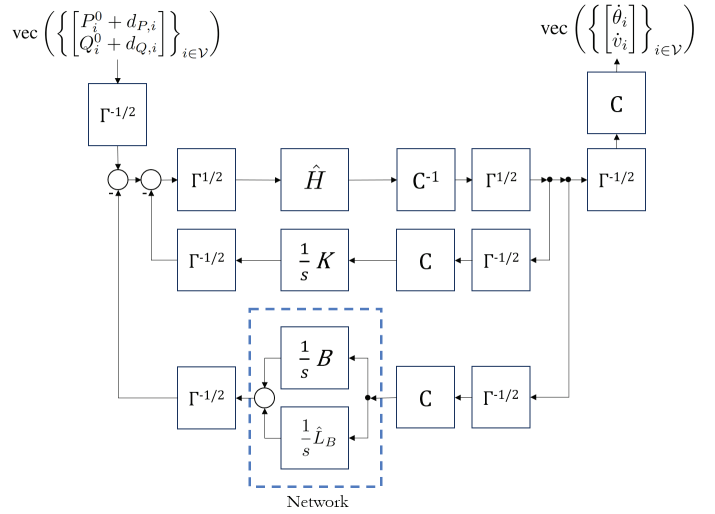 vec ({[P_i^0 + d_{P,i}
Q_i^0 + d_{Q,i}]}_{i∈𝒱})
vec ({[θ̇_i
v̇_i]}_{i∈𝒱})
Γ^{-1/2}
C
- -
Γ^{1/2} Ĥ C^{-1} Γ^{1/2} Γ^{-1/2}
Γ^{-1/2} 1/s K C Γ^{-1/2}
1/s B
Γ^{-1/2} C Γ^{-1/2}
1/s L̂_B
Network